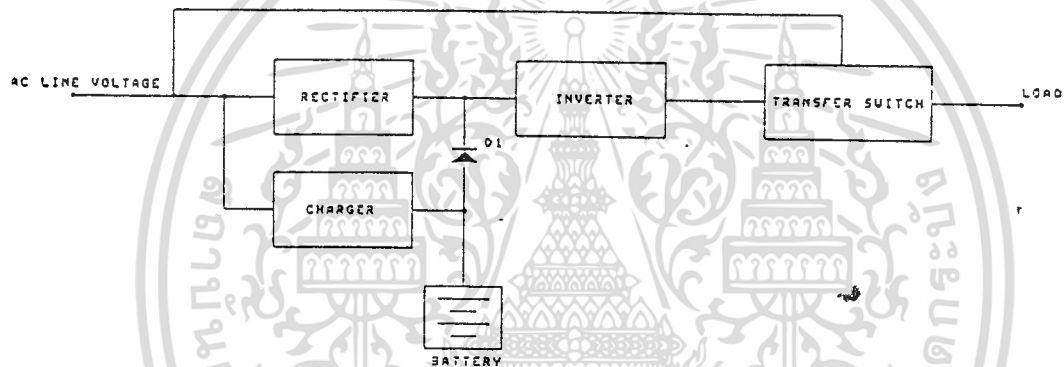 AC LINE VOLTAGE
RECTIFIER
INVERTER
TRANSFER SWITCH
LOAD
D1
CHARGER
BATTERY